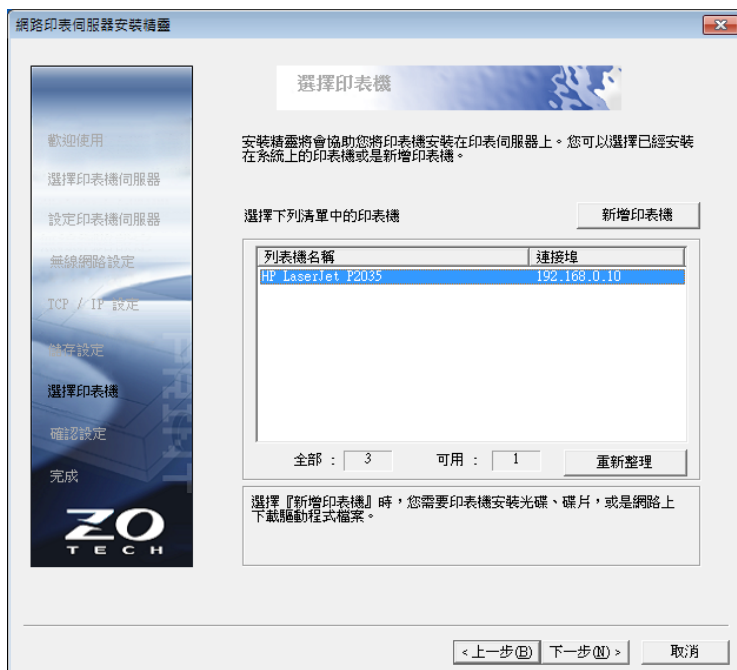 網路印表伺服器安裝精靈
選擇印表機
歡迎使用
選擇印表機伺服器
設定印表機伺服器
無線網路設定
TCP / IP 設定
儲存設定
選擇印表機
確認設定
完成
ZO
TECH
PRINT
安裝精靈將會協助您將印表機安裝在印表伺服器上。您可以選擇已經安裝
在系統上的印表機或是新增印表機。
選擇下列清單中的印表機
新增印表機
列表機名稱 連接埠
HP LaserJet P2035 192.168.0.10
全部 : 3 可用 : 1 重新整理
選擇『新增印表機』時，您需要印表機安裝光碟、碟片，或是網路上
下載驅動程式檔案。
<上一步(B) 下一步(N)> 取消